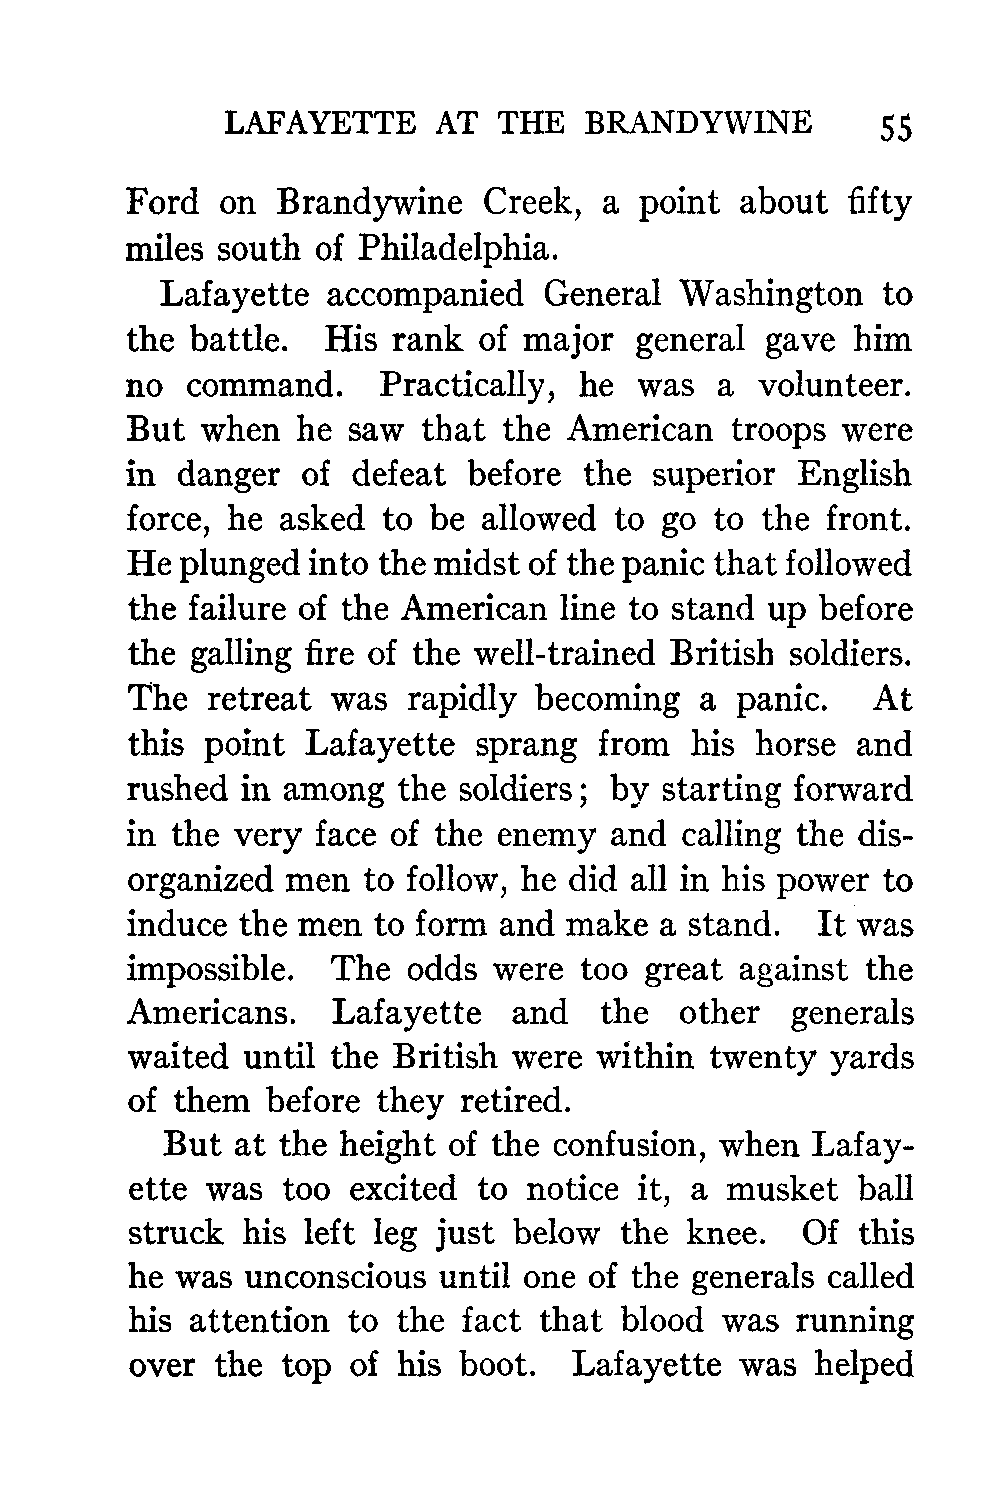 LAFAYETTE AT THE BRANDYWINE 55
Ford on Brandywine Creek, a point about fifty
miles south of Philadelphia.
Lafayette accompanied General Washington to
the battle. His rank of major general gave him
no command. Practically, he was a volunteer.
But when he saw that the American troops were
in danger of defeat before the superior English
force, he asked to be allowed to go to the front.
He plunged into the midst of the panic that followed
the failure of the American line to stand up before
the galling fire of the well-trained British soldiers.
The retreat was rapidly becoming a panic. At
this point Lafayette sprang from his horse and
rushed in among the soldiers; by starting forward
in the very face of the enemy and calling the dis-
organized men to follow, he did all in his power to
induce the men to form and make a stand. It was
impossible. The odds were too great against the
Americans. Lafayette and the other generals
waited until the British were within twenty yards
of them before they retired.
But at the height of the confusion, when Lafay-
ette was too excited to notice it, a musket ball
struck his left leg just below the knee. Of this
he was unconscious until one of the generals called
his attention to the fact that blood was running
over the top of his boot. Lafayette was helped